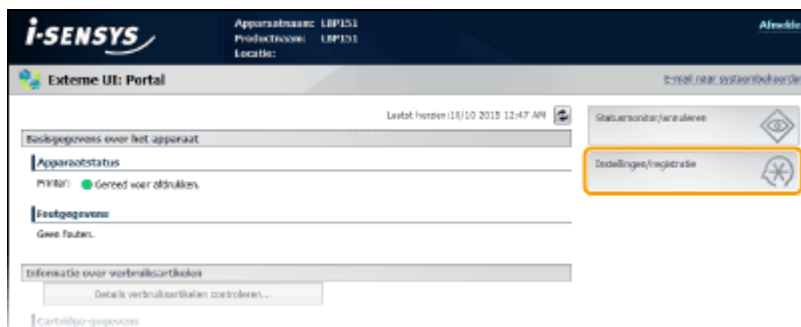 i-SENSYS
Apparaatnaam: LBP151
Productnaam: LBP151
Locatie:
Afmelde
Externe UI: Portal
E-mail naar systeembeheerde
Laatst herzien:10/10 2015 12:47 AM
Basisgegevens over het apparaat
Apparaatstatus
Printer: Gereed voor afdrukken.
Foutgegevens
Geen fouten.
Informatie over verbruiksartikelen
Details verbruiksartikelen controleren...
Cartridge-gegevens
Statusmonitor/annuleren
Instellingen/registratie